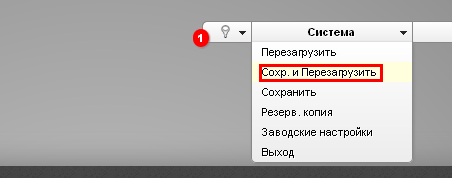 1
Система
Перезагрузить
Сохр. и Перезагрузить
Сохранить
Резерв. копия
Заводские настройки
Выход